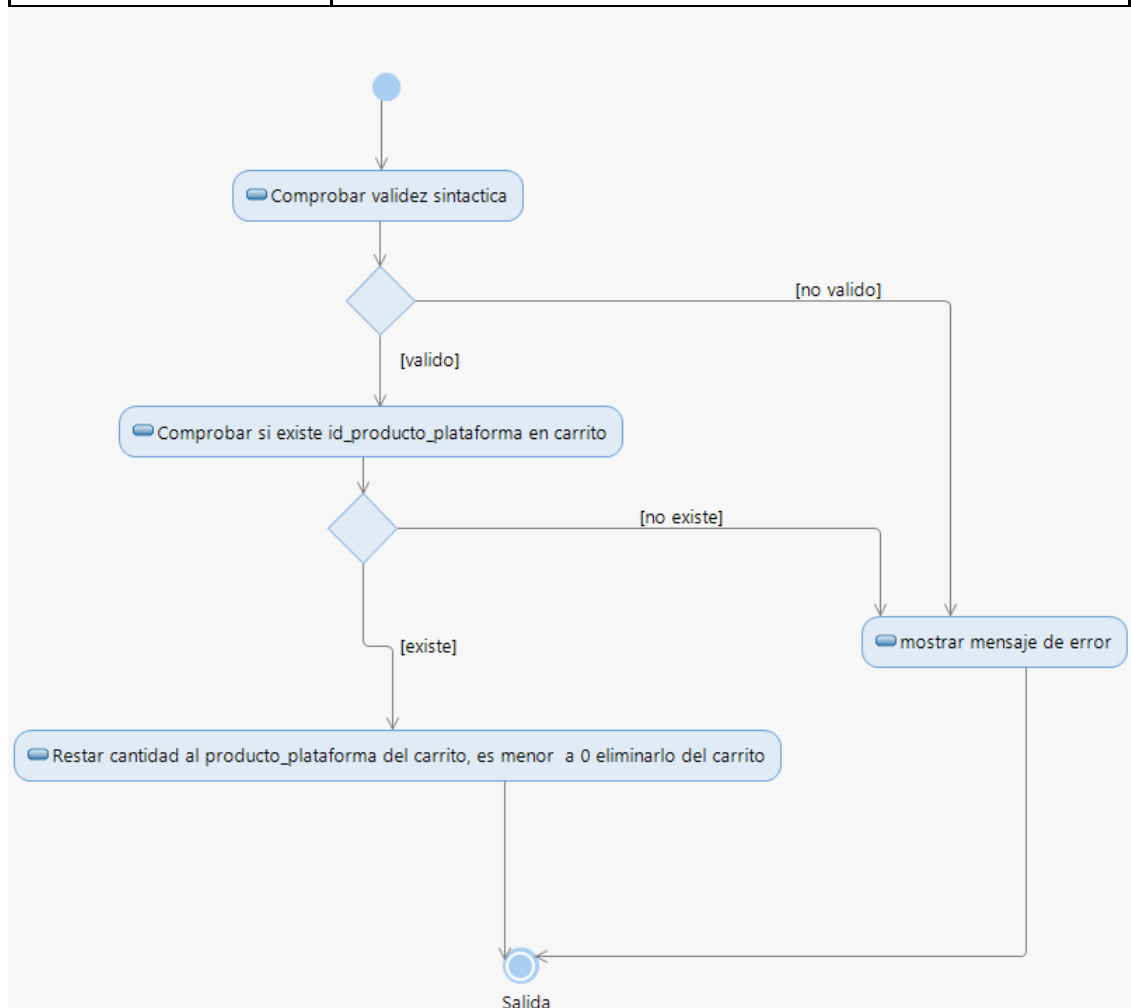 Comprobar validez sintactica
[no valido]
[valido]
Comprobar si existe id_producto_plataforma en carrito
[no existe]
[existe]
mostrar mensaje de error
Restar cantidad al producto_plataforma del carrito, es menor  a 0 eliminarlo del carrito
Salida